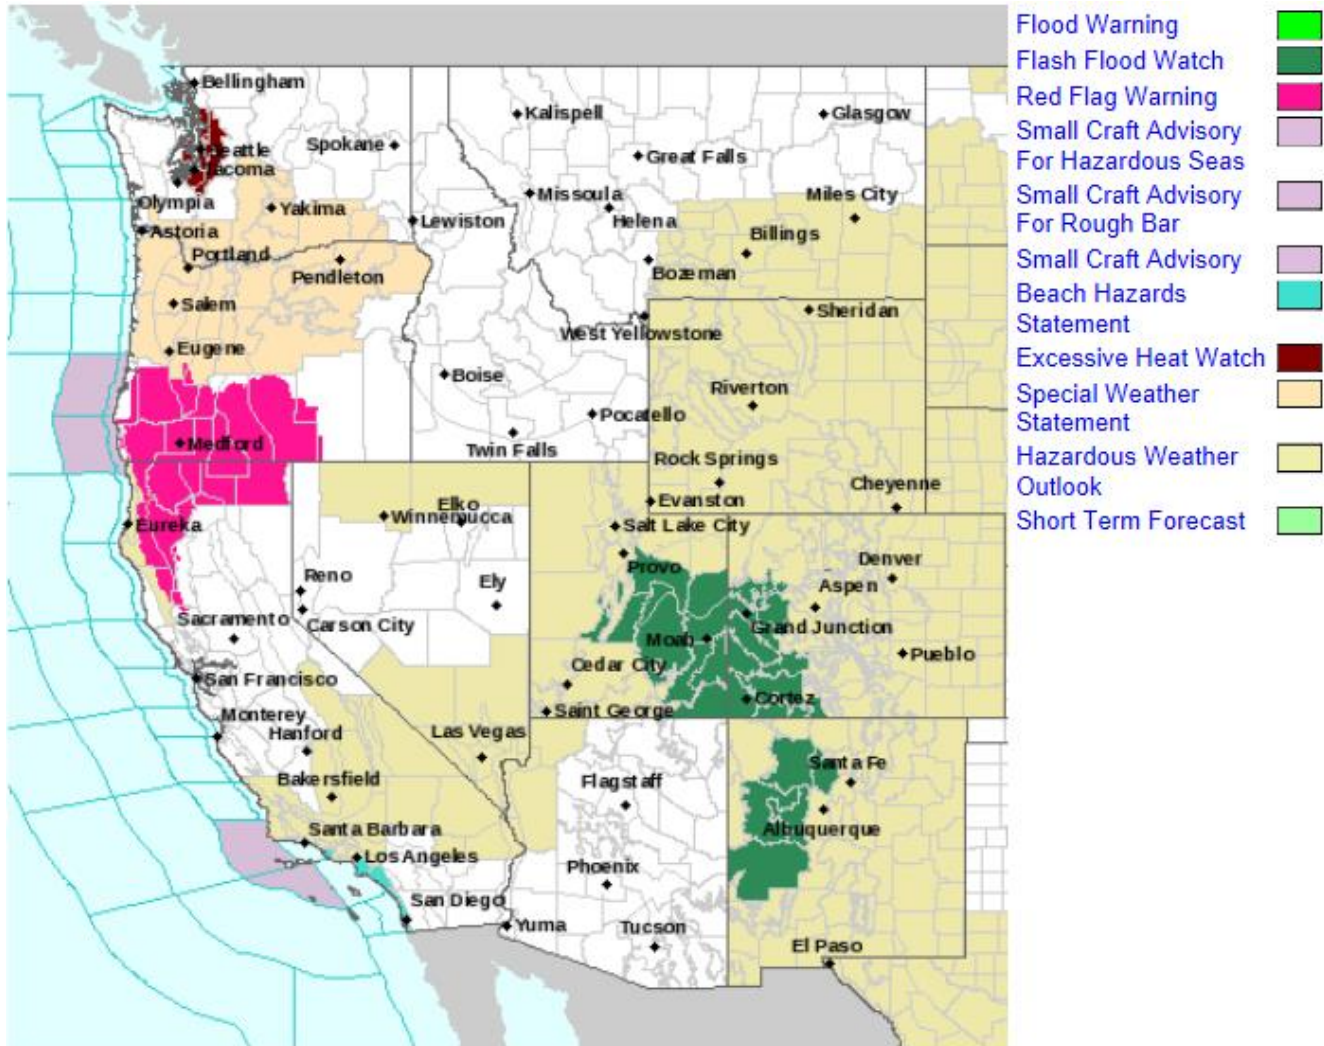 Flood Warning
Flash Flood Watch
Red Flag Warning
Small Craft Advisory
For Hazardous Seas
Small Craft Advisory
For Rough Bar
Small Craft Advisory
Beach Hazards
Statement
Excessive Heat Watch
Special Weather
Statement
Hazardous Weather
Outlook
Short Term Forecast
Bellingham
Kalispell
Glasgow
Seattle
Spokane
Great Falls
Tacoma
Missoula
Miles City
Olympia
Yakima
Lewiston
Helena
Astoria
Billings
Portland
Pendleton
Bozeman
Salem
Sheridan
West Yellowstone
Eugene
Boise
Riverton
Pocatello
Medford
Twin Falls
Rock Springs
Cheyenne
Evanston
Elko
Winnemucca
Eureka
Salt Lake City
Denver
Provo
Reno
Ely
Aspen
Sacramento
Carson City
Grand Junction
Moab
Pueblo
Cedar City
San Francisco
Cortez
Saint George
Monterey
Hanford
Las Vegas
Santa Fe
Bakersfield
Flagstaff
Santa Barbara
Albuquerque
Los Angeles
Phoenix
San Diego
Yuma
Tucson
El Paso